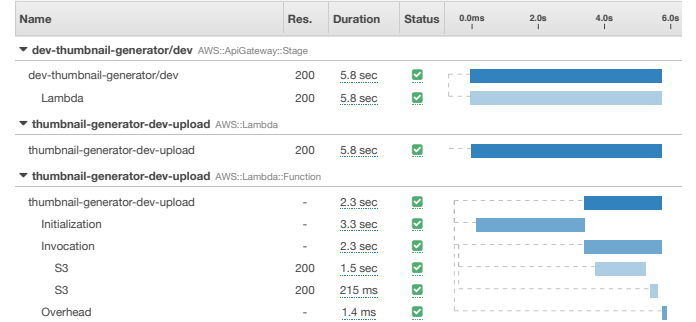 Name Res. Duration Status 0.0ms 2.0s 4.0s 6.0s
dev-thumbnail-generator/dev AWS::ApiGateway::Stage
dev-thumbnail-generator/dev 200 5.8 sec
Lambda 200 5.8 sec
thumbnail-generator-dev-upload AWS::Lambda
thumbnail-generator-dev-upload 200 5.8 sec
thumbnail-generator-dev-upload AWS::Lambda::Function
thumbnail-generator-dev-upload - 2.3 sec
Initialization - 3.3 sec
Invocation - 2.3 sec
S3 200 1.5 sec
S3 200 215 ms
Overhead - 1.4 ms